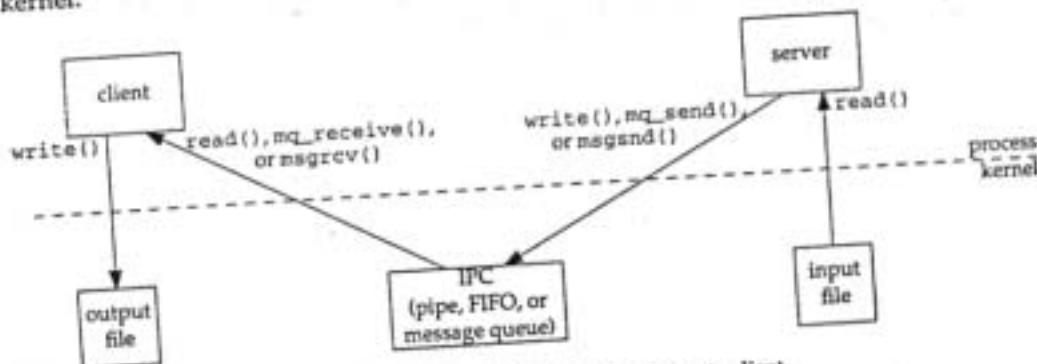 kernel.
client
server
write()
read(), mq_receive(),
or msgrcv()
write(), mq_send(),
or msgsnd()
read()
process
kernel
output
file
IPC
(pipe, FIFO, or
message queue)
input
file
client